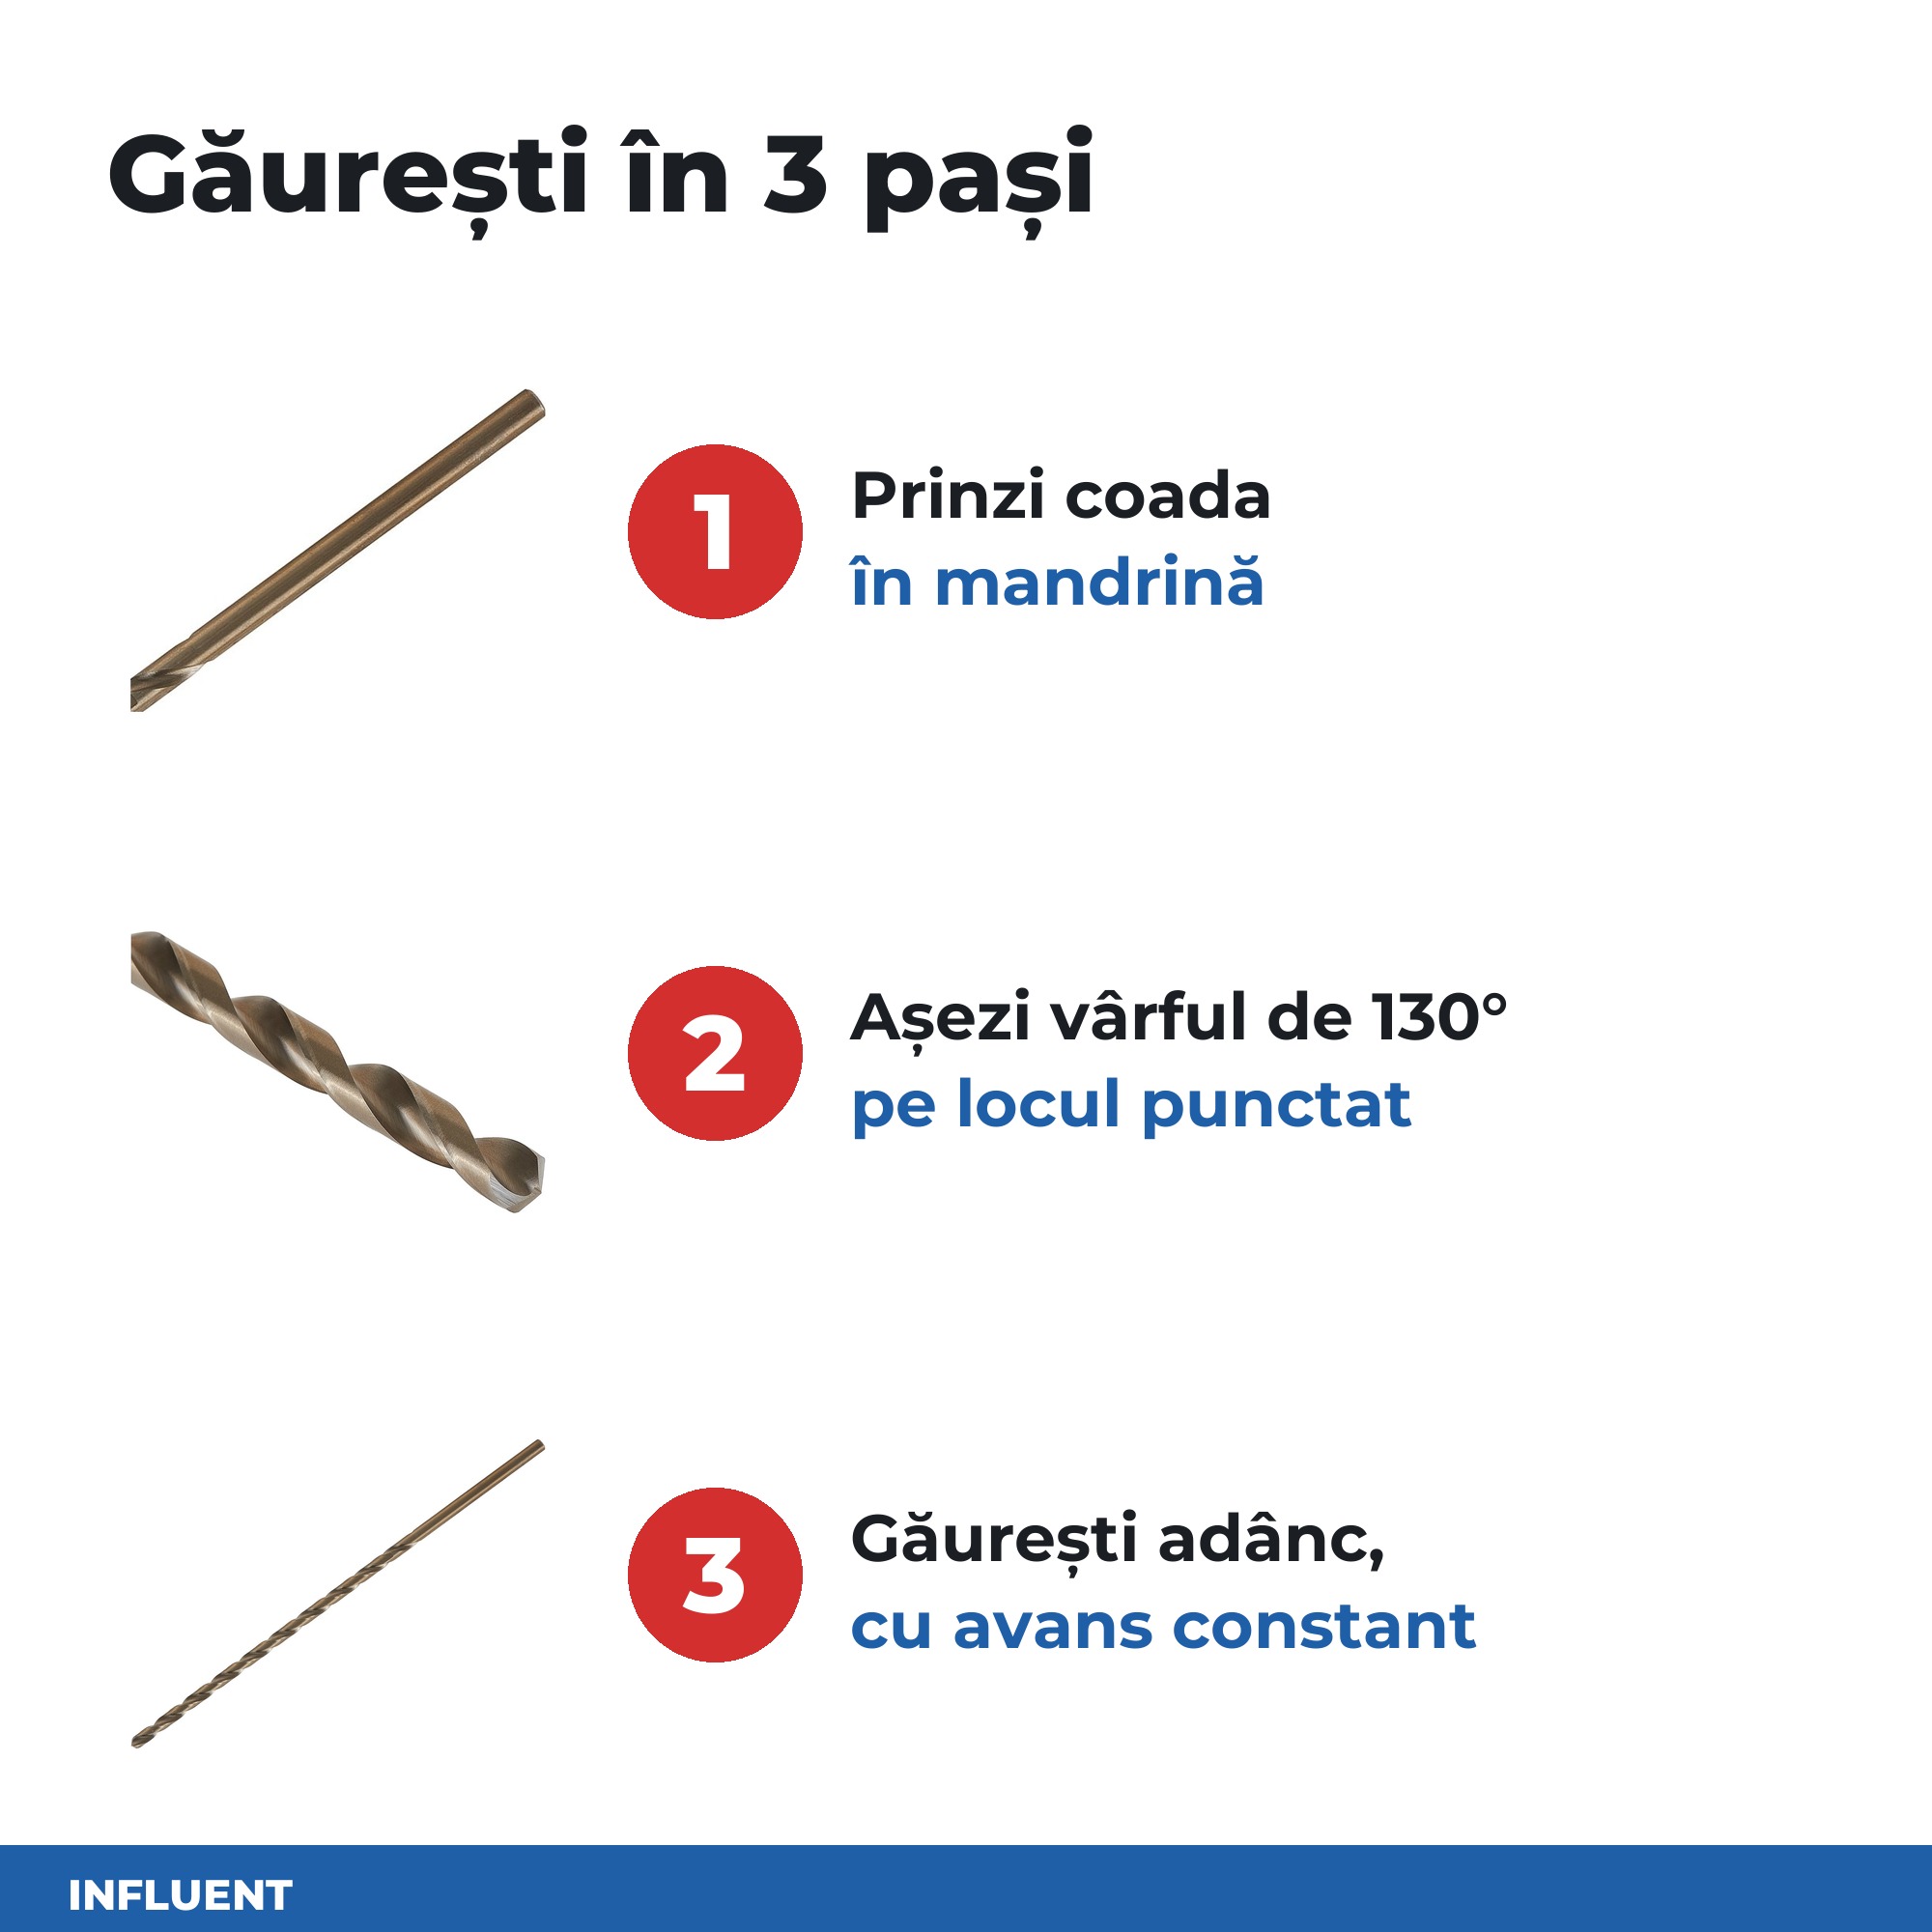 Găurești în 3 pași
1
Prinzi coada
în mandrină
2
Așezi vârful de 130°
pe locul punctat
3
Găurești adânc,
cu avans constant
INFLUENT